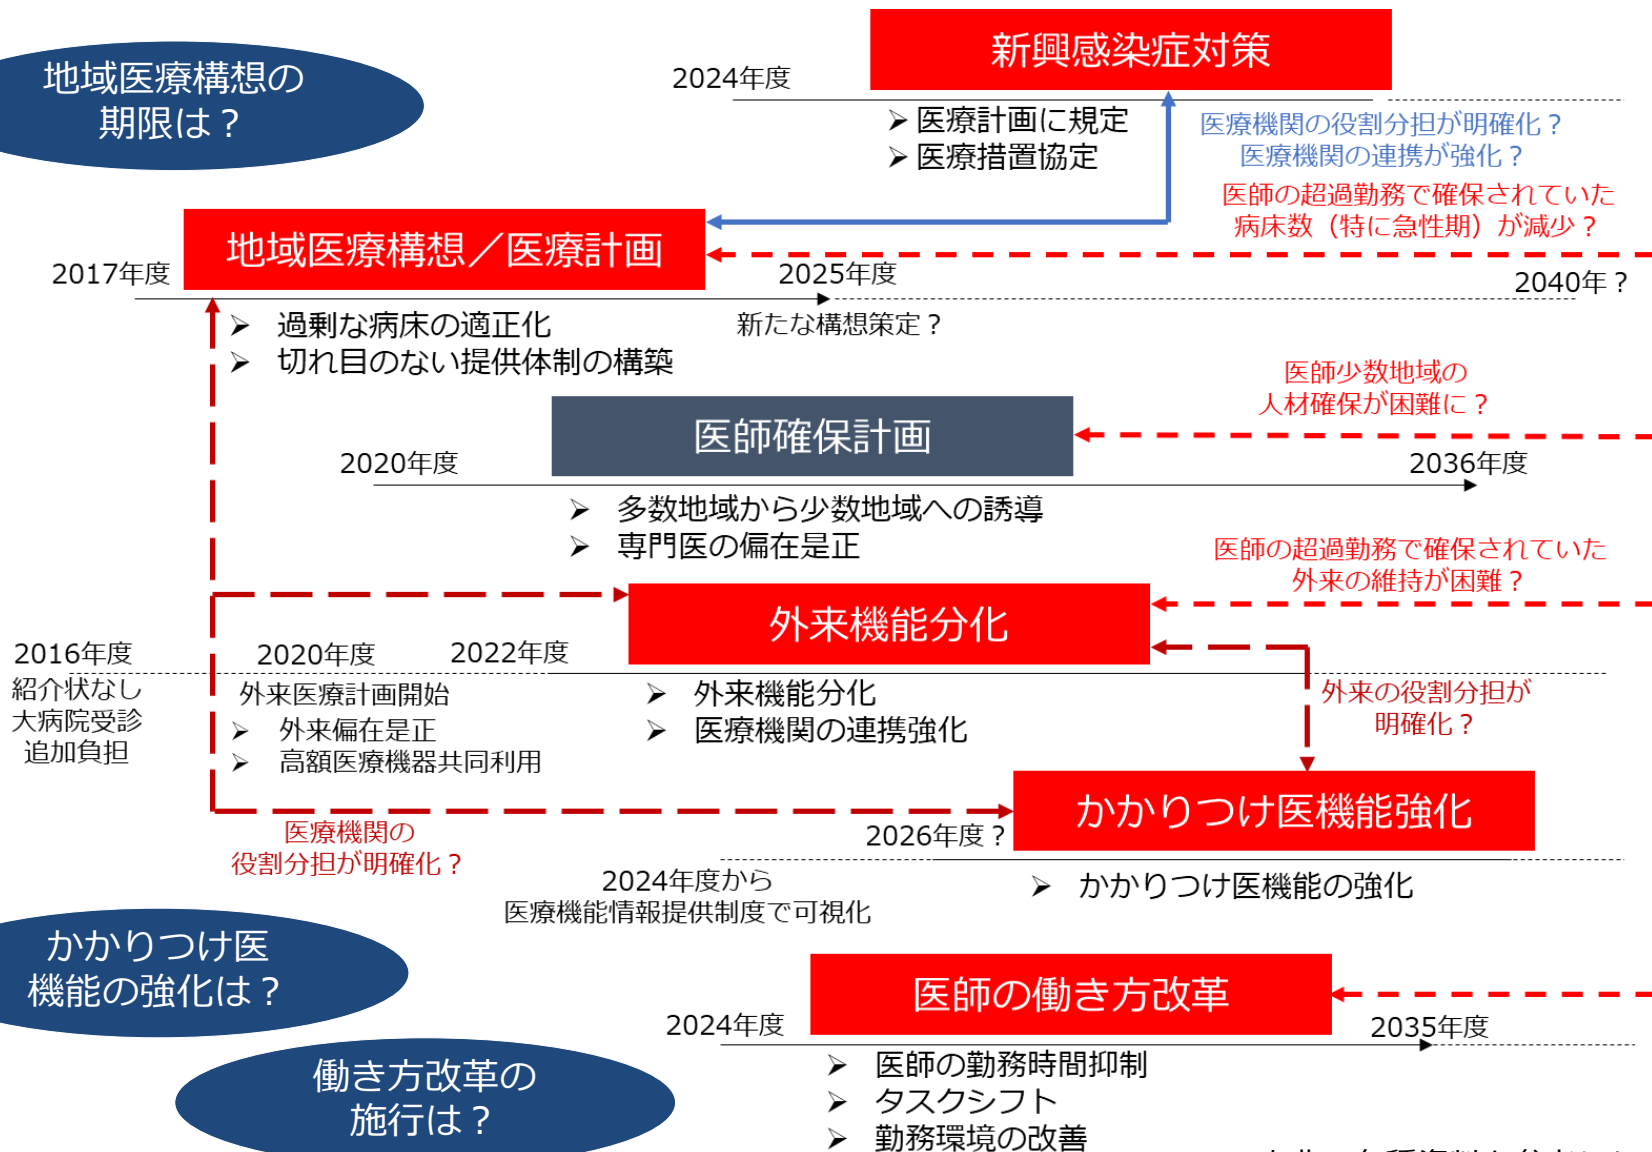 新興感染症対策
地域医療構想の
期限は？
2024年度
➢医療計画に規定
➢医療措置協定
医療機関の役割分担が明確化？
医療機関の連携が強化？
医師の超過勤務で確保されていた
病床数（特に急性期）が減少？
地域医療構想／医療計画
2017年度
2025年度
2040年？
➢ 過剰な病床の適正化
➢ 切れ目のない提供体制の構築
新たな構想策定？
医師少数地域の
人材確保が困難に？
医師確保計画
2020年度
2036年度
➢ 多数地域から少数地域への誘導
➢ 専門医の偏在是正
医師の超過勤務で確保されていた
外来の維持が困難？
外来機能分化
2016年度
2020年度
2022年度
紹介状なし
大病院受診
追加負担
外来医療計画開始
➢ 外来偏在是正
➢ 高額医療機器共同利用
➢ 外来機能分化
➢ 医療機関の連携強化
外来の役割分担が
明確化？
かかりつけ医機能強化
医療機関の
役割分担が明確化？
2026年度？
2024年度から
医療機能情報提供制度で可視化
➢ かかりつけ医機能の強化
かかりつけ医
機能の強化は？
医師の働き方改革
2024年度
2035年度
働き方改革の
施行は？
➢ 医師の勤務時間抑制
➢ タスクシフト
➢ 勤務環境の改善